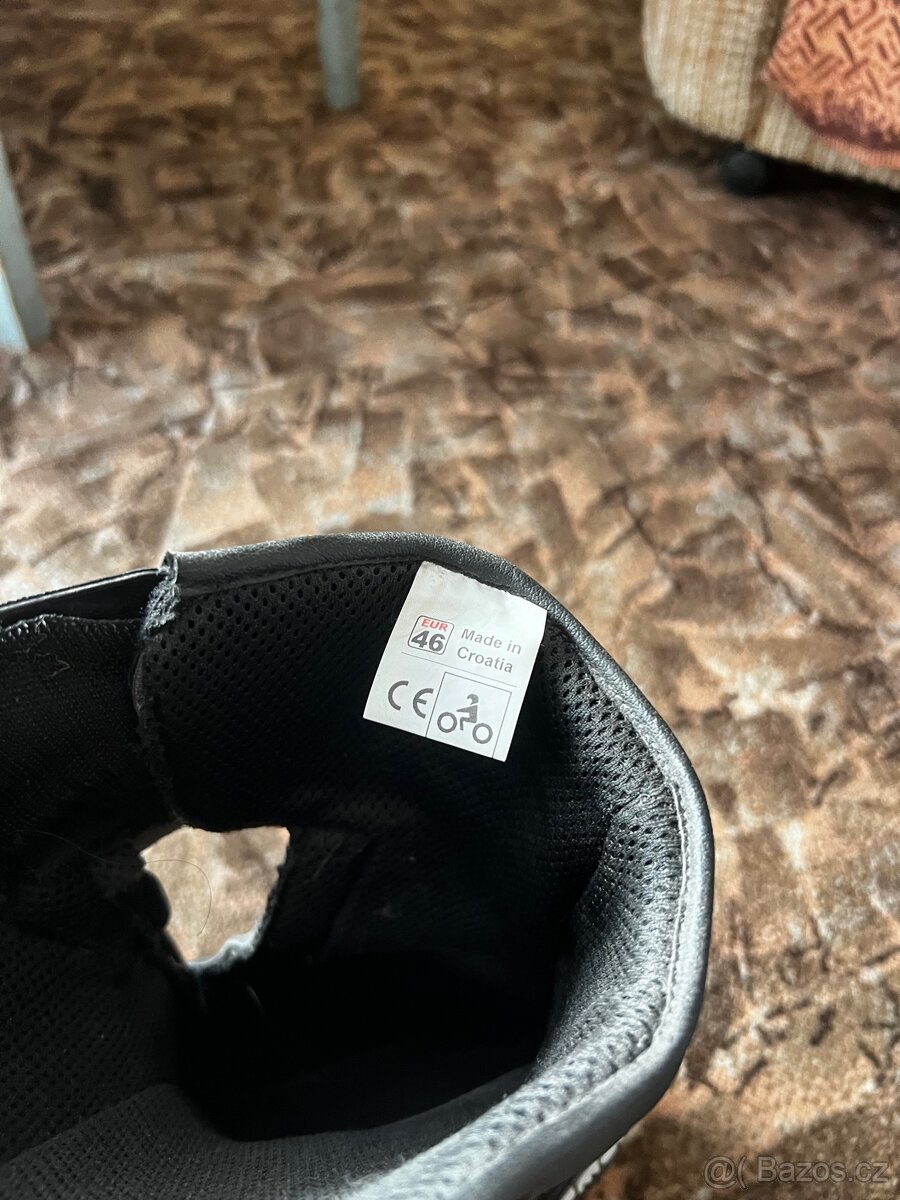 EUR
46
Made in
Croatia
CE
@( Bazos.cz